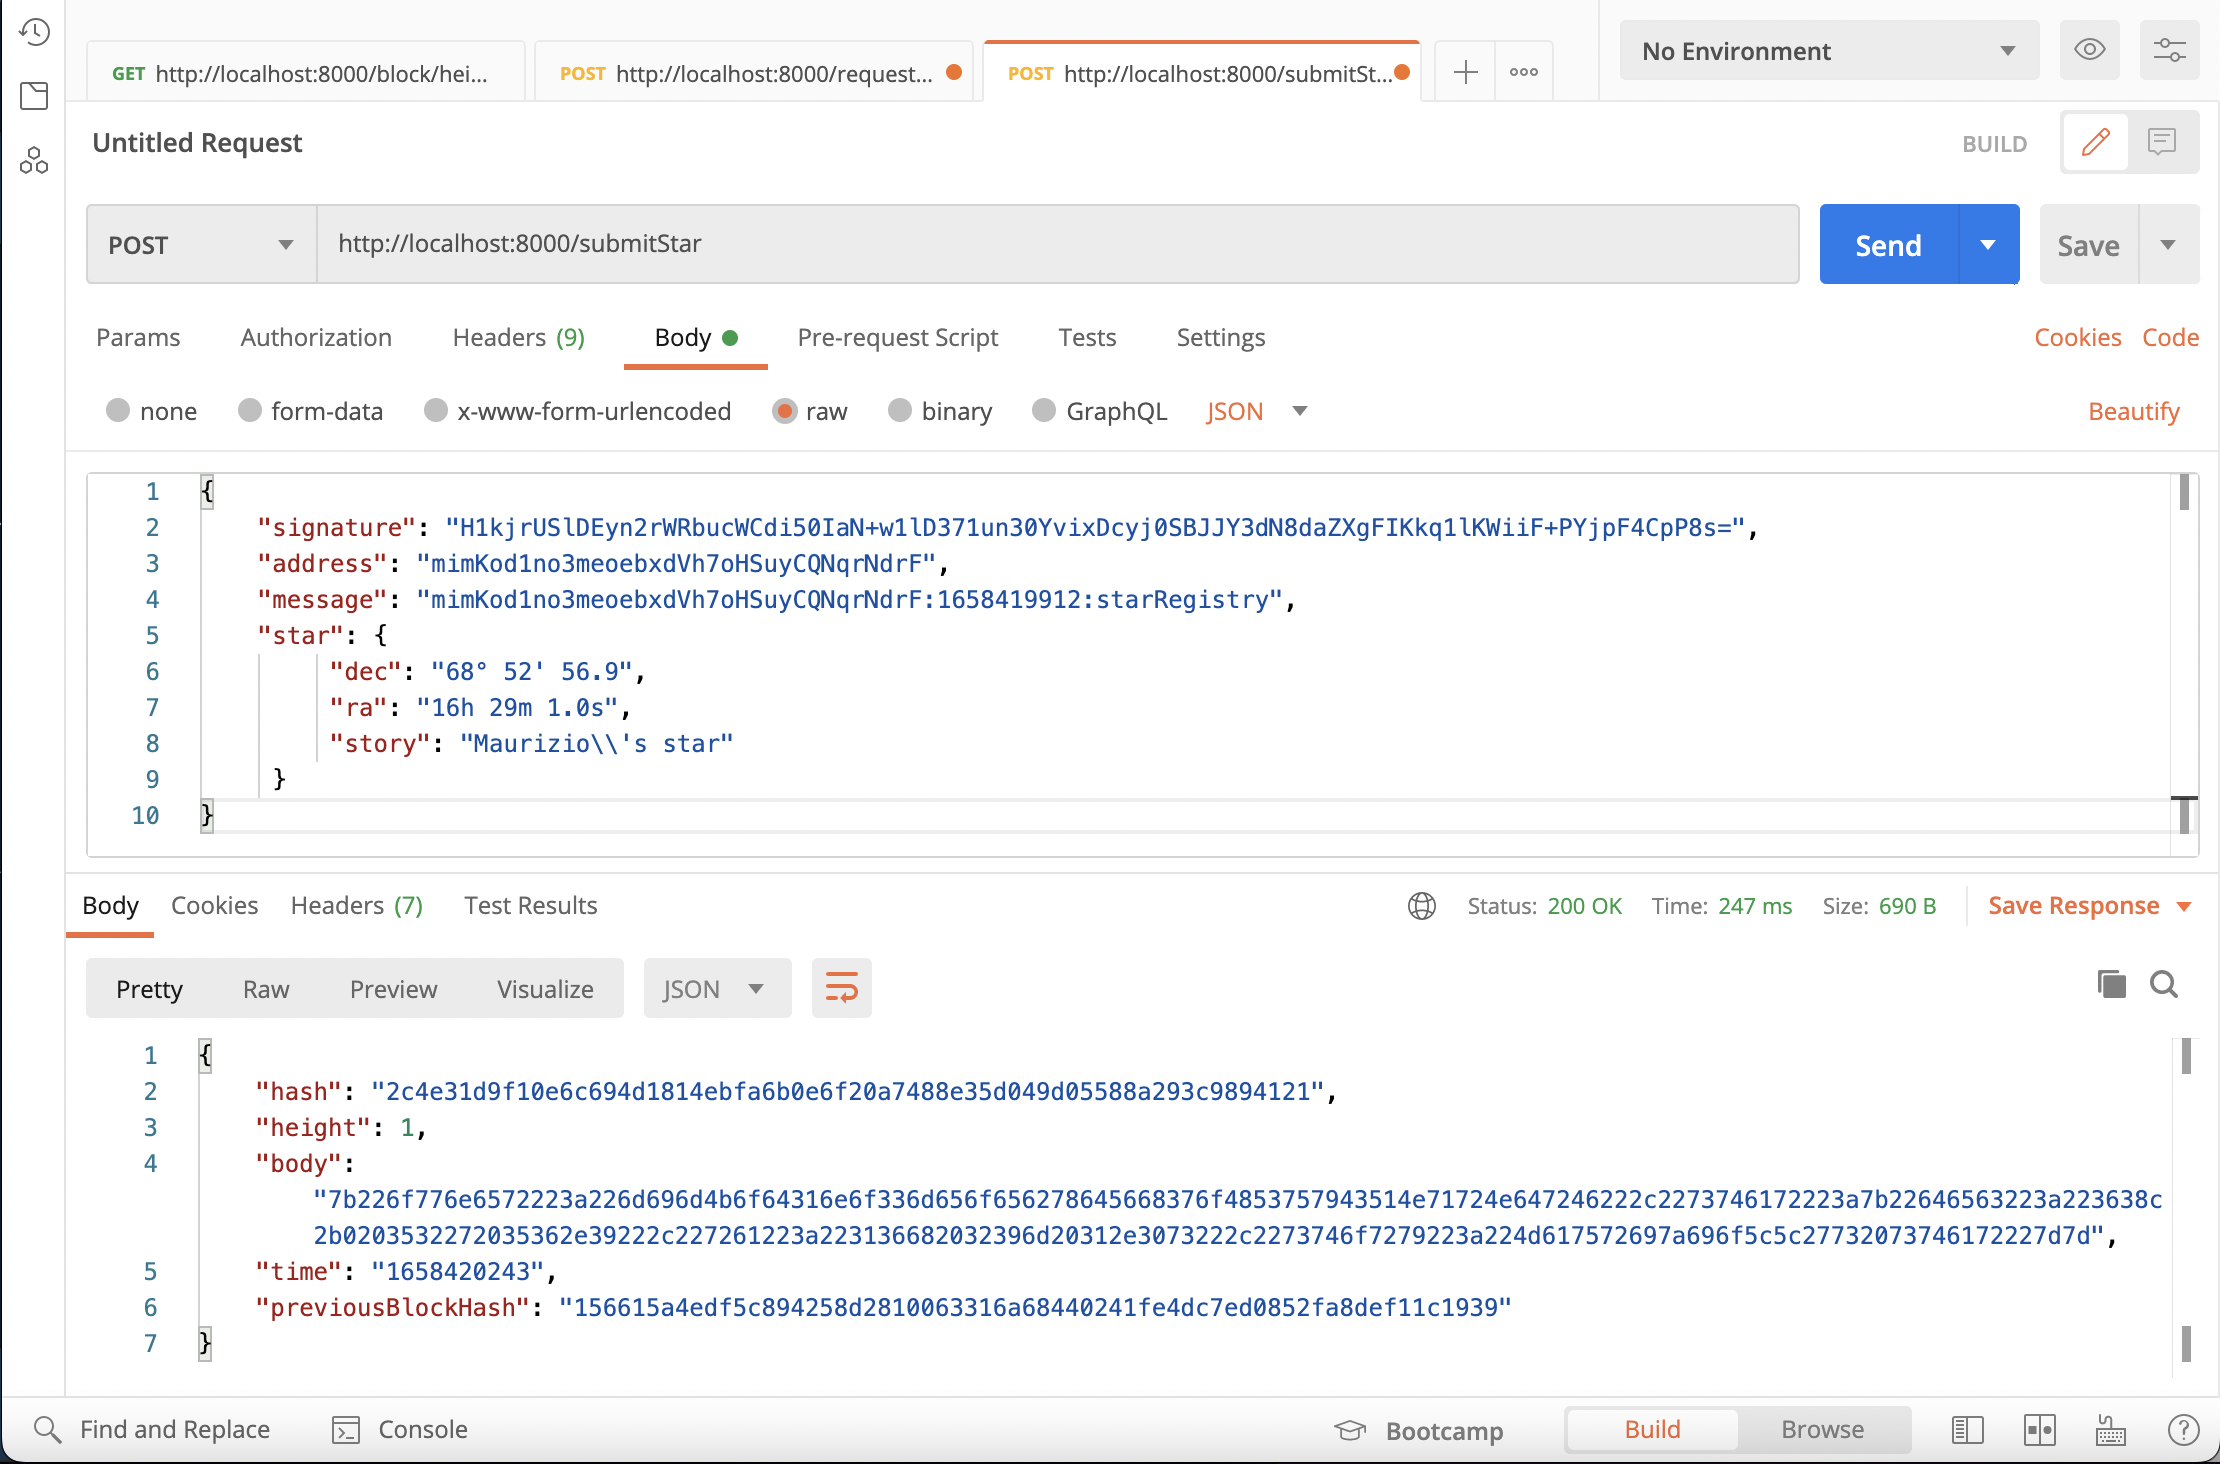 GET http://localhost:8000/block/hei...
POST http://localhost:8000/request...
POST http://localhost:8000/submitSt...
No Environment
Untitled Request
BUILD
POST
http://localhost:8000/submitStar
Send
Save
Params Authorization Headers (9) Body Pre-request Script Tests Settings Cookies Code
none form-data x-www-form-urlencoded raw binary GraphQL JSON Beautify
1 {
2 "signature": "H1kjrUSlDEyn2rWRbucWCdi50IaN+w1lD371un30YvixDcyj0SBJJY3dN8daZXgFIKkq1lKWiiF+PYjpF4CpP8s=",
3 "address": "mimKod1no3meoebxdVh7oHSuyCQNqrNdrF",
4 "message": "mimKod1no3meoebxdVh7oHSuyCQNqrNdrF:1658419912:starRegistry",
5 "star": {
6 "dec": "68° 52' 56.9",
7 "ra": "16h 29m 1.0s",
8 "story": "Maurizio\\'s star"
9 }
10 }
Body Cookies Headers (7) Test Results Status: 200 OK Time: 247 ms Size: 690 B Save Response
Pretty Raw Preview Visualize JSON
1 {
2 "hash": "2c4e31d9f10e6c694d1814ebfa6b0e6f20a7488e35d049d05588a293c9894121",
3 "height": 1,
4 "body":
"7b226f776e6572223a226d696d4b6f64316e6f336d656f656278645668376f4853757943514e71724e647246222c2273746172223a7b22646563223a223638c
2b0203532272035362e39222c227261223a223136682032396d20312e3073222c2273746f7279223a224d617572697a696f5c5c27732073746172227d7d",
5 "time": "1658420243",
6 "previousBlockHash": "156615a4edf5c894258d2810063316a68440241fe4dc7ed0852fa8def11c1939"
7 }
Find and Replace Console Bootcamp Build Browse